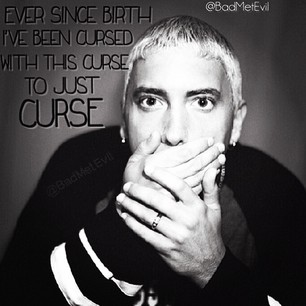 @BadMetEvil
EVER SINCE BIRTH
I'VE BEEN CURSED
WITH THIS CURSE
TO JUST
CURSE
@BadMetEvil